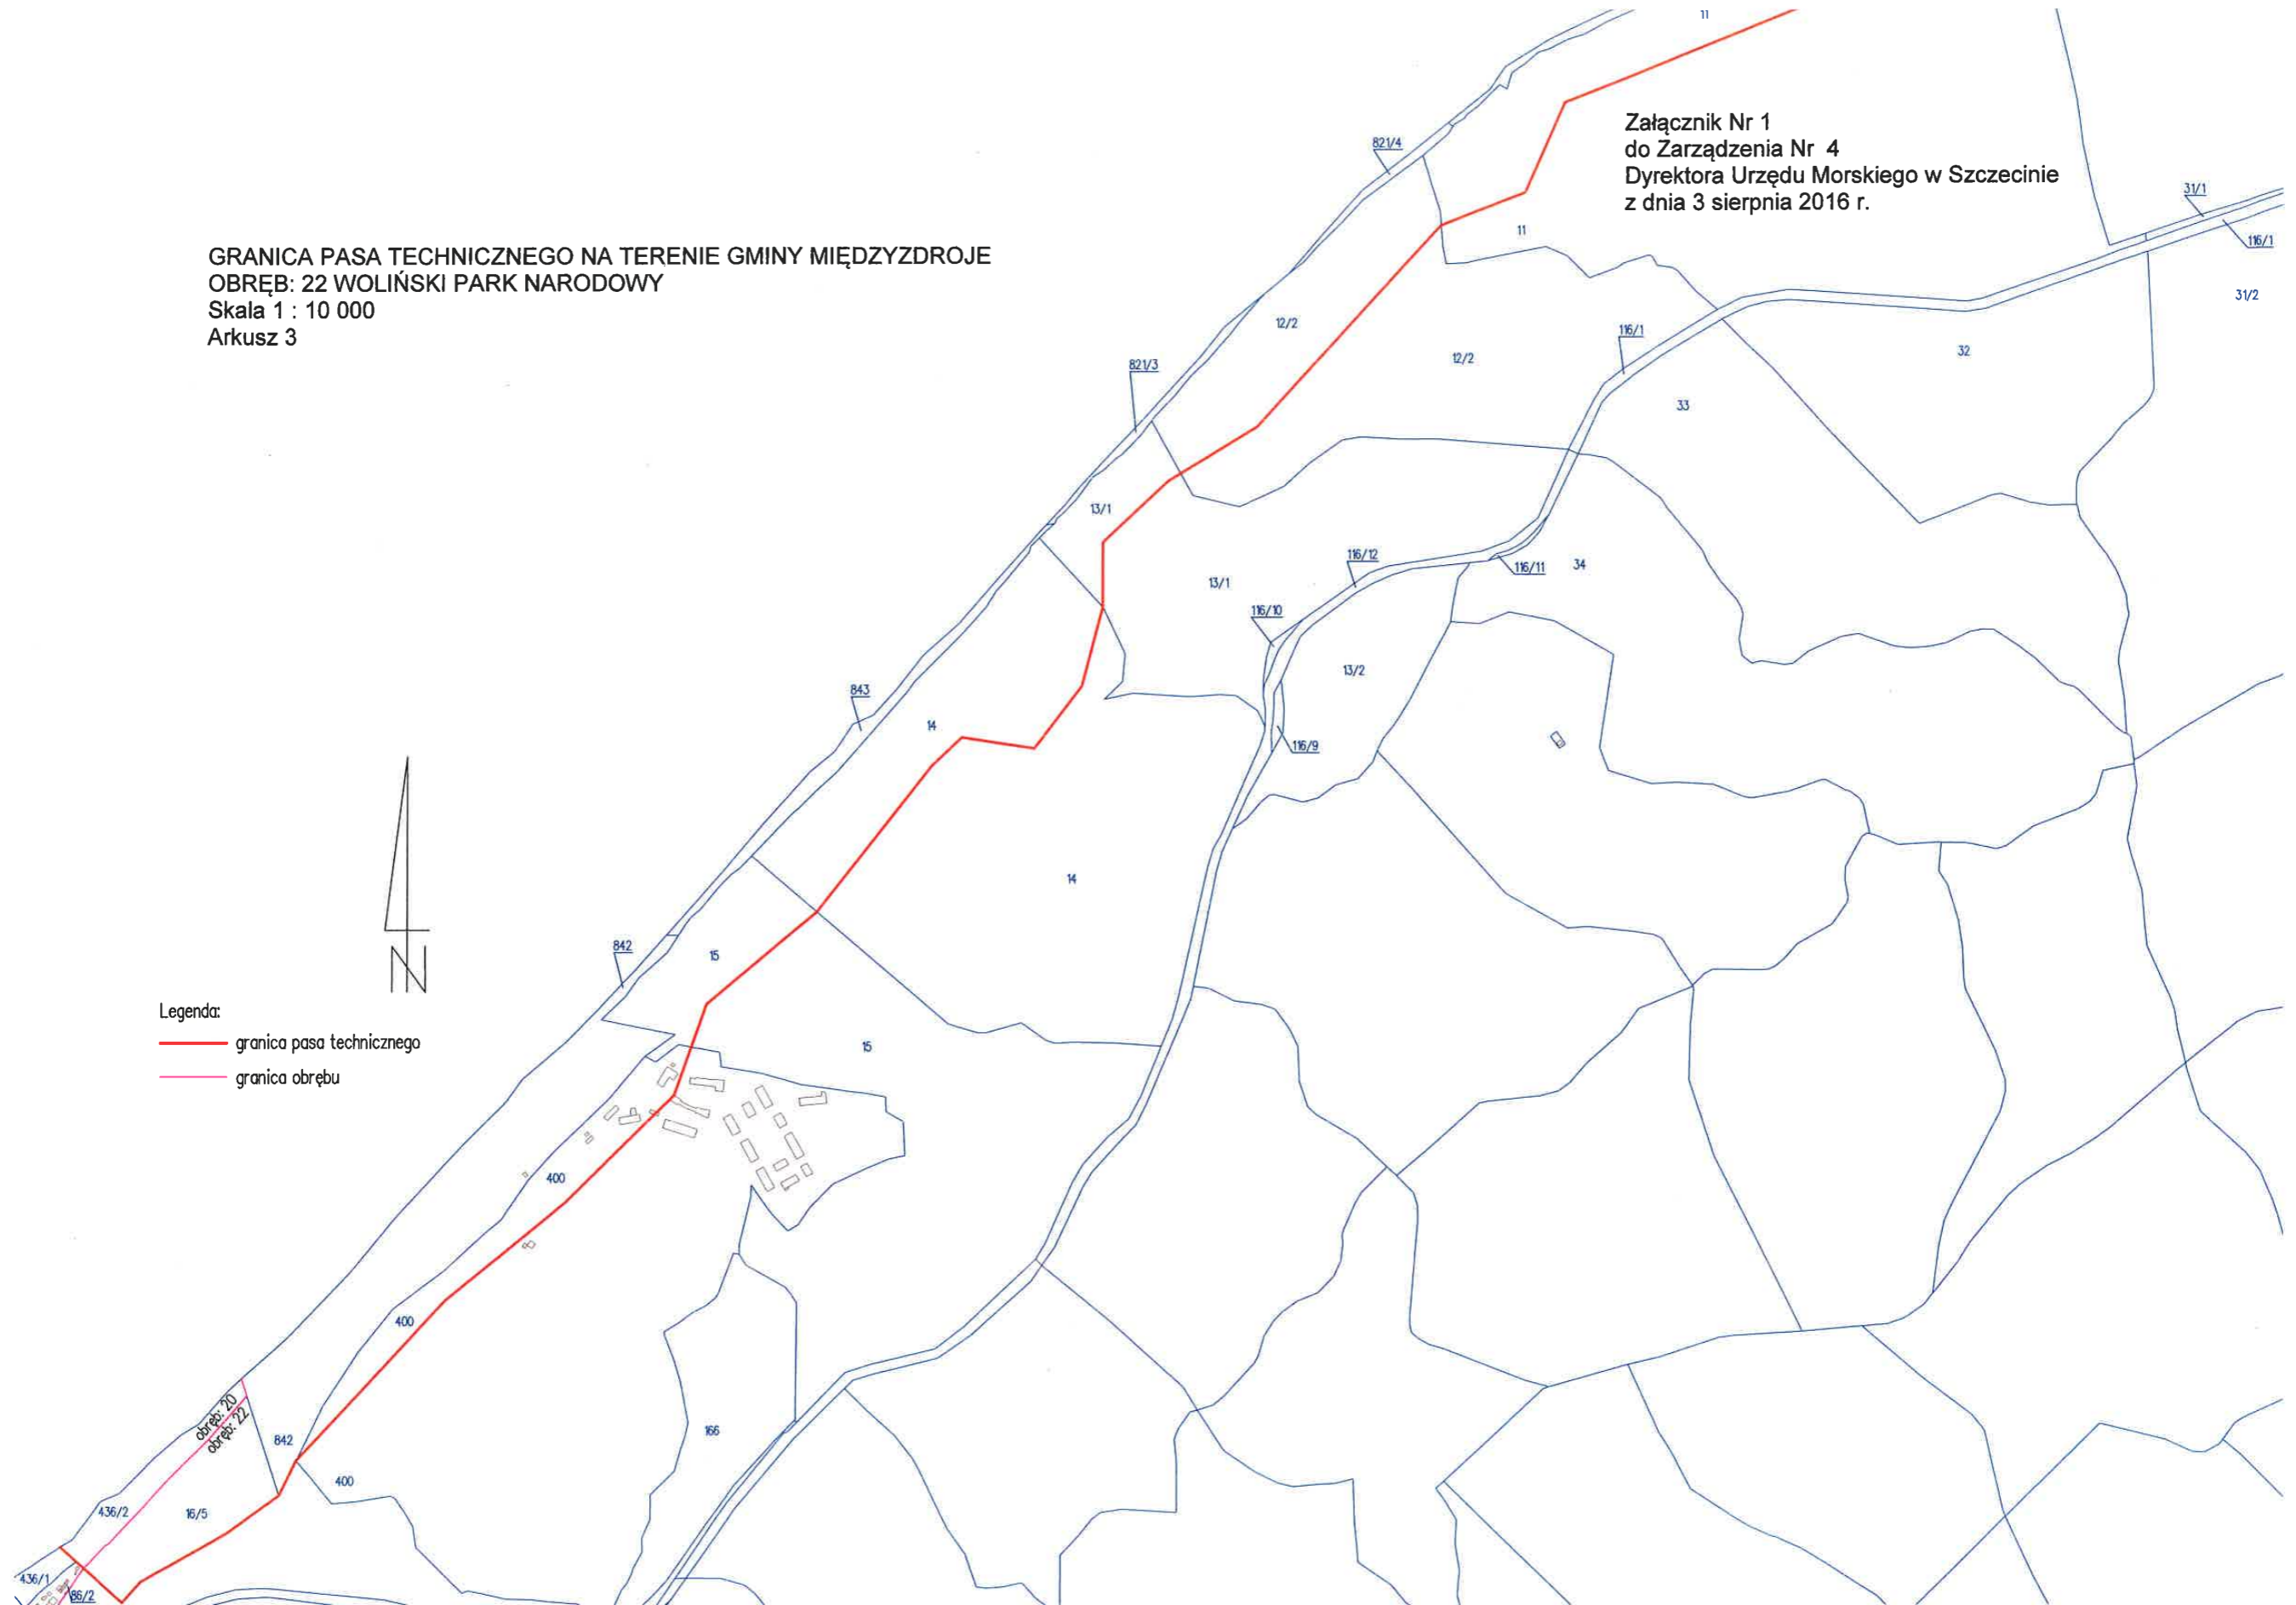 11
Załącznik Nr 1
do Zarządzenia Nr 4
Dyrektora Urzędu Morskiego w Szczecinie
z dnia 3 sierpnia 2016 r.
821/4
31/1
116/1
11
GRANICA PASA TECHNICZNEGO NA TERENIE GMINY MIĘDZYZDROJE
OBRĘB: 22 WOLIŃSKI PARK NARODOWY
Skala 1 : 10 000
Arkusz 3
31/2
12/2
116/1
12/2
32
821/3
33
13/1
116/12
116/11
34
13/1
116/10
13/2
843
14
116/9
14
842
15
N
Legenda:
granica pasa technicznego
granica obrębu
15
400
400
obręb: 20
obręb: 22
842
166
400
436/2
16/5
436/1
86/2